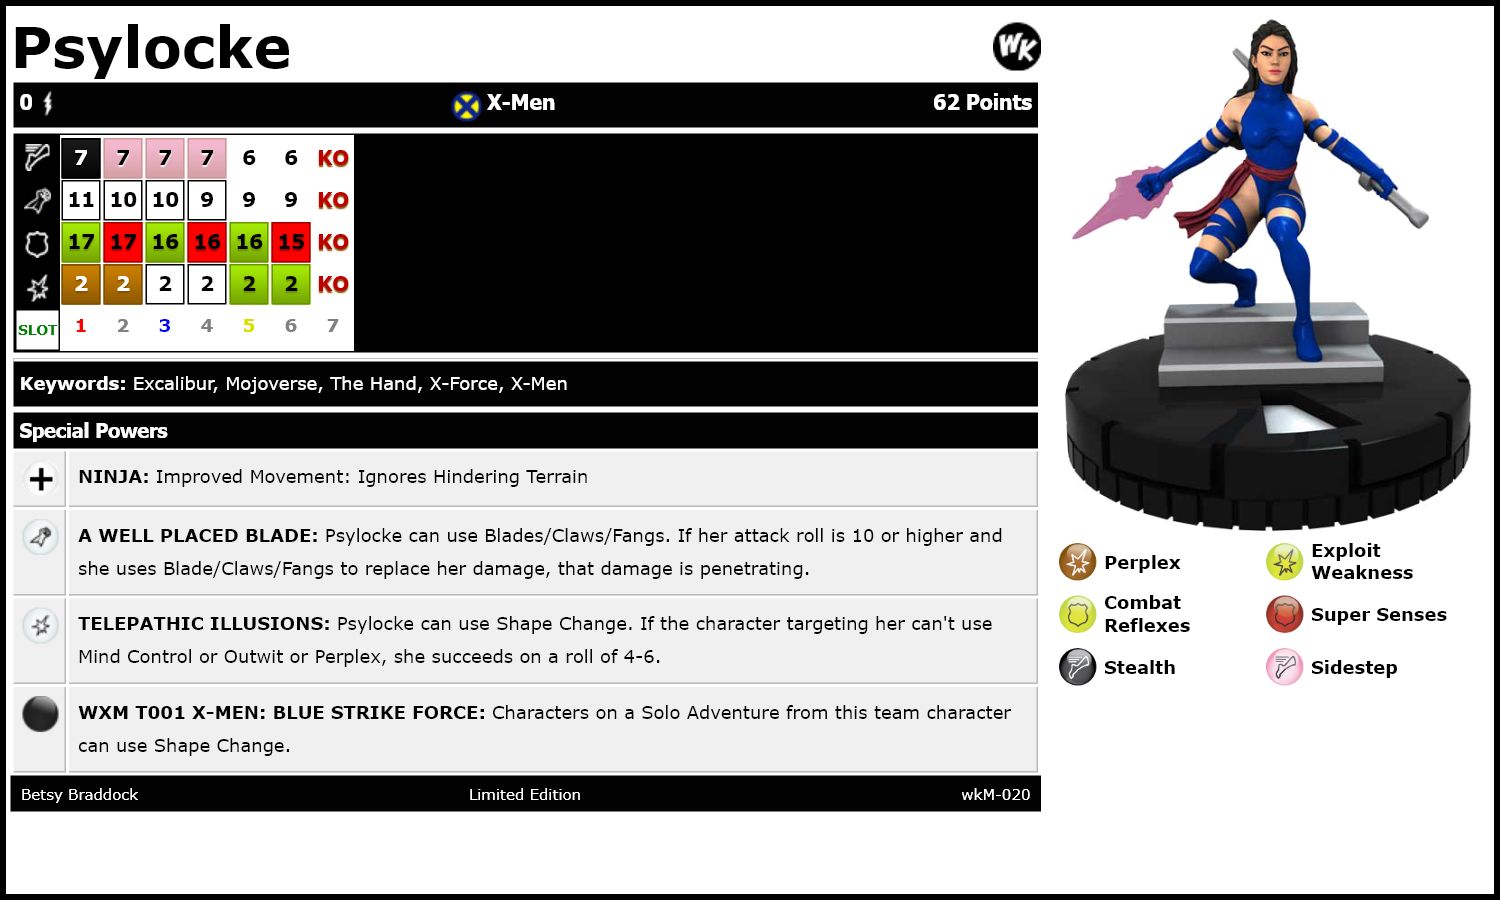 Psylocke
WK
0 X-Men 62 Points
7 7 7 7 6 6 KO
11 10 10 9 9 9 KO
17 17 16 16 16 15 KO
2 2 2 2 2 2 KO
SLOT 1 2 3 4 5 6 7
Keywords: Excalibur, Mojoverse, The Hand, X-Force, X-Men
Special Powers
NINJA: Improved Movement: Ignores Hindering Terrain
A WELL PLACED BLADE: Psylocke can use Blades/Claws/Fangs. If her attack roll is 10 or higher and
she uses Blade/Claws/Fangs to replace her damage, that damage is penetrating.
TELEPATHIC ILLUSIONS: Psylocke can use Shape Change. If the character targeting her can't use
Mind Control or Outwit or Perplex, she succeeds on a roll of 4-6.
WXM T001 X-MEN: BLUE STRIKE FORCE: Characters on a Solo Adventure from this team character
can use Shape Change.
Betsy Braddock Limited Edition wkM-020
Perplex
Exploit
Weakness
Combat
Reflexes
Super Senses
Stealth
Sidestep